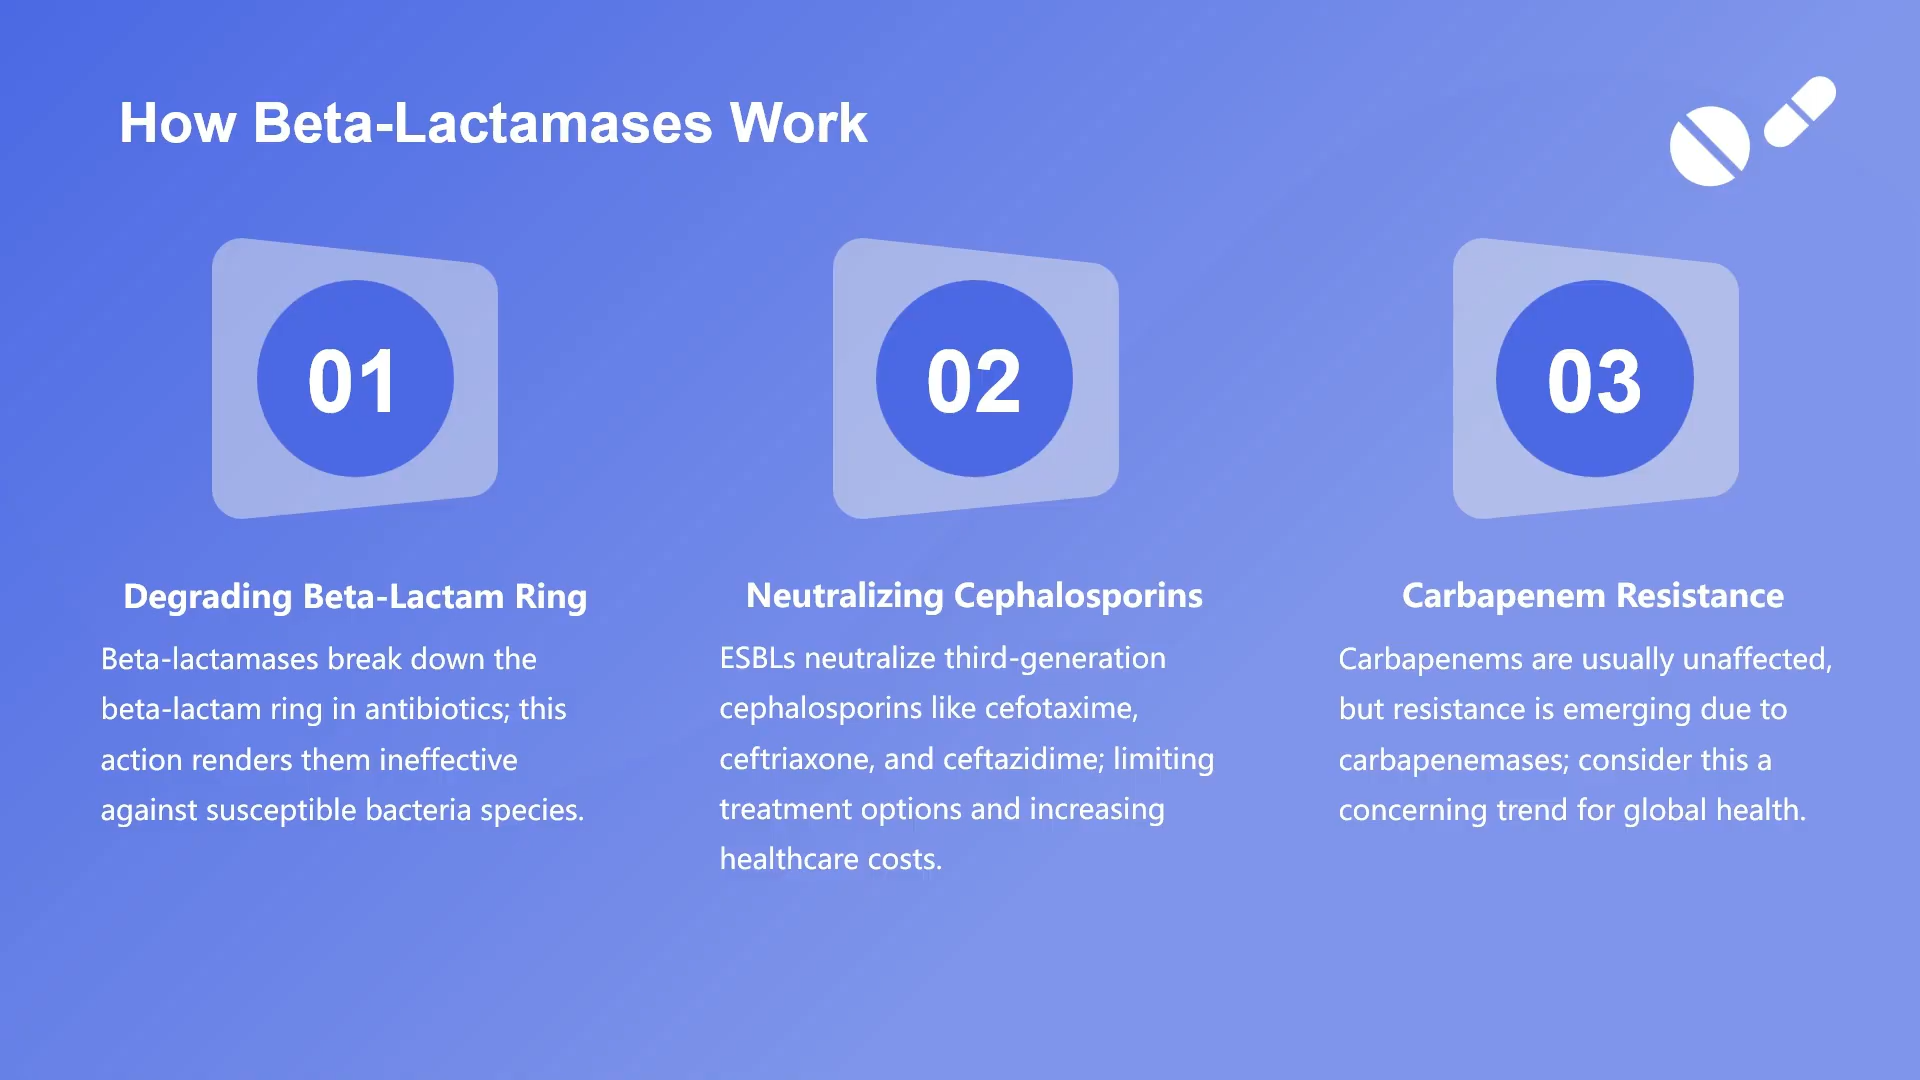 How Beta-Lactamases Work
01
Degrading Beta-Lactam Ring
Beta-lactamases break down the
beta-lactam ring in antibiotics; this
action renders them ineffective
against susceptible bacteria species.
02
Neutralizing Cephalosporins
ESBLs neutralize third-generation
cephalosporins like cefotaxime,
ceftriaxone, and ceftazidime; limiting
treatment options and increasing
healthcare costs.
03
Carbapenem Resistance
Carbapenems are usually unaffected,
but resistance is emerging due to
carbapenemases; consider this a
concerning trend for global health.